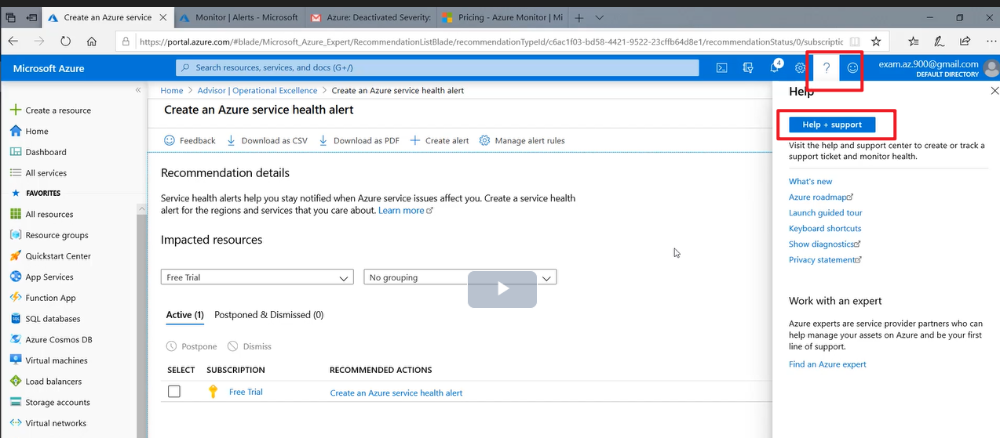 Create an Azure service
Monitor | Alerts - Microsoft
Azure: Deactivated Severity:
Pricing - Azure Monitor | Mi
https://portal.azure.com/#blade/Microsoft_Azure_Expert/RecommendationListBlade/recommendationTypeId/c6ac1f03-bd58-4421-9522-23cffb64d8e1/recommendationStatus/0/subscriptic
Microsoft Azure
Search resources, services, and docs (G+/)
4
?
exam.az.900@gmail.com
DEFAULT DIRECTORY
«
Create a resource
Home
Dashboard
All services
FAVORITES
All resources
Resource groups
Quickstart Center
App Services
Function App
SQL databases
Azure Cosmos DB
Virtual machines
Load balancers
Storage accounts
Virtual networks
Home > Advisor | Operational Excellence > Create an Azure service health alert
Create an Azure service health alert
Feedback
Download as CSV
Download as PDF
Create alert
Manage alert rules
Recommendation details
Service health alerts help you stay notified when Azure service issues affect you. Create a service health
alert for the regions and services that you care about. Learn more
Impacted resources
Free Trial
No grouping
Active (1)
Postponed & Dismissed (0)
Postpone
Dismiss
SELECT
SUBSCRIPTION
RECOMMENDED ACTIONS
Free Trial
Create an Azure service health alert
Help
Help + support
Visit the help and support center to create or track a
support ticket and monitor health.
What's new
Azure roadmap
Launch guided tour
Keyboard shortcuts
Show diagnostics
Privacy statement
Work with an expert
Azure experts are service provider partners who can
help manage your assets on Azure and be your first
line of support.
Find an Azure expert